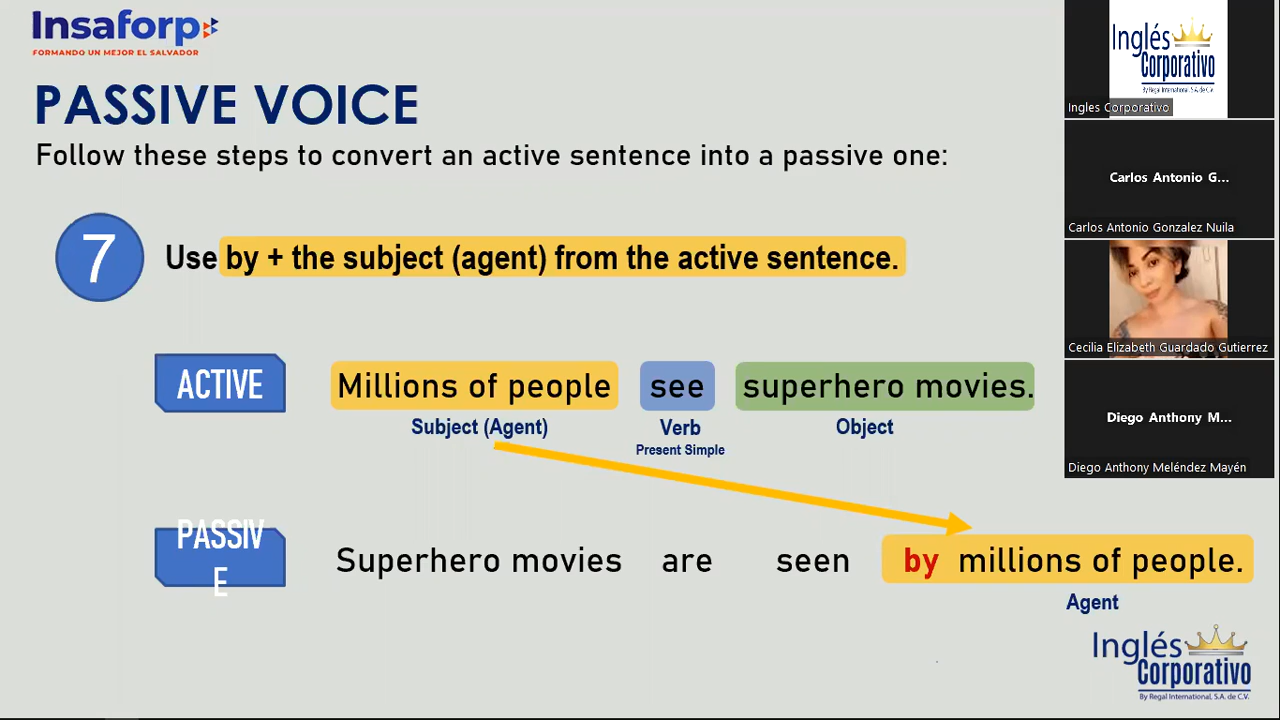 Insaforp
FORMANDO UN MEJOR EL SALVADOR
PASSIVE VOICE
Follow these steps to convert an active sentence into a passive one:
7
Use by + the subject (agent) from the active sentence.
ACTIVE
Millions of people see superhero movies.
Subject (Agent) Verb Object
Present Simple
PASSIV
E
Superhero movies are seen by millions of people.
Agent
Inglés
Corporativo
By Regal International, S.A. de C.V.
Inglés
Corporativo
By Regal International, S.A. de C.V.
Ingles Corporativo
Carlos Antonio G...
Carlos Antonio Gonzalez Nuila
Cecilia Elizabeth Guardado Gutierrez
Diego Anthony M...
Diego Anthony Meléndez Mayén